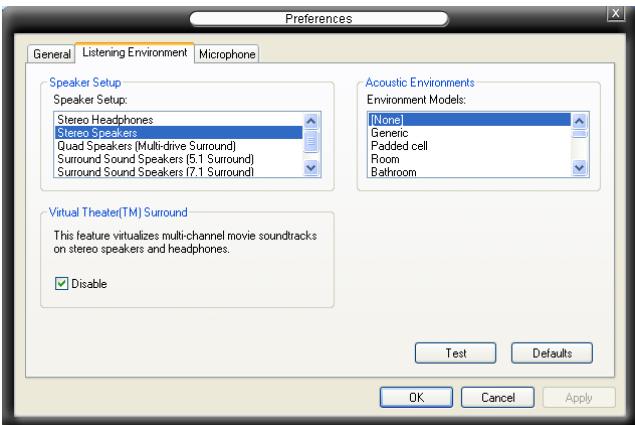 Preferences
X
General
Listening Environment
Microphone
Speaker Setup
Speaker Setup:
Stereo Headphones
Stereo Speakers
Quad Speakers (Multi-drive Surround)
Surround Sound Speakers (5.1 Surround)
Surround Sound Speakers (7.1 Surround)
Acoustic Environments
Environment Models:
[None]
Generic
Padded cell
Room
Bathroom
Virtual Theater(TM) Surround
This feature virtualizes multi-channel movie soundtracks
on stereo speakers and headphones.
Disable
Test
Defaults
OK
Cancel
Apply